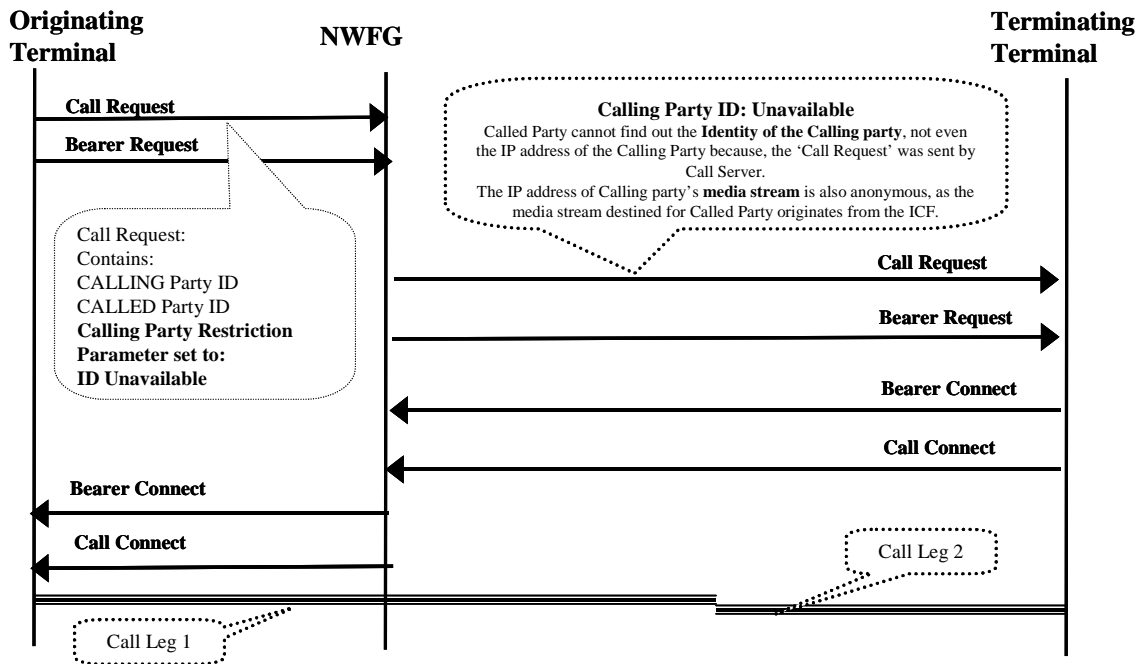 Originating
Terminal
NWFG
Terminating
Terminal
Call Request
Bearer Request
Calling Party ID: Unavailable
Called Party cannot find out the Identity of the Calling party, not even
the IP address of the Calling Party because, the ‘Call Request’ was sent by
Call Server.
The IP address of Calling party’s media stream is also anonymous, as the
media stream destined for Called Party originates from the ICF.
Call Request:
Contains:
CALLING Party ID
CALLED Party ID
Calling Party Restriction
Parameter set to:
ID Unavailable
Call Request
Bearer Request
Bearer Connect
Call Connect
Bearer Connect
Call Connect
Call Leg 2
Call Leg 1